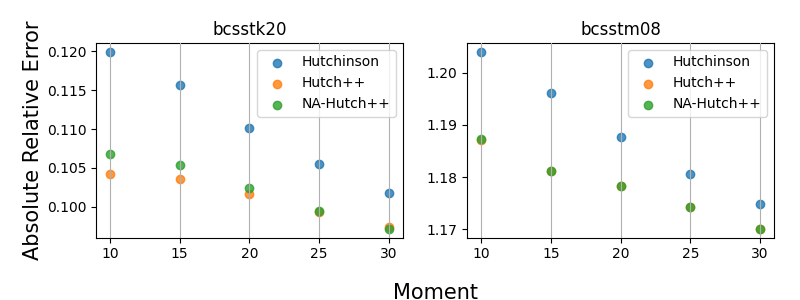 bcsstk20
bcsstm08
Absolute Relative Error
0.120
0.115
0.110
0.105
0.100
Hutchinson
Hutch++
NA-Hutch++
10
15
20
25
30
1.20
1.19
1.18
1.17
Hutchinson
Hutch++
NA-Hutch++
10
15
20
25
30
Moment